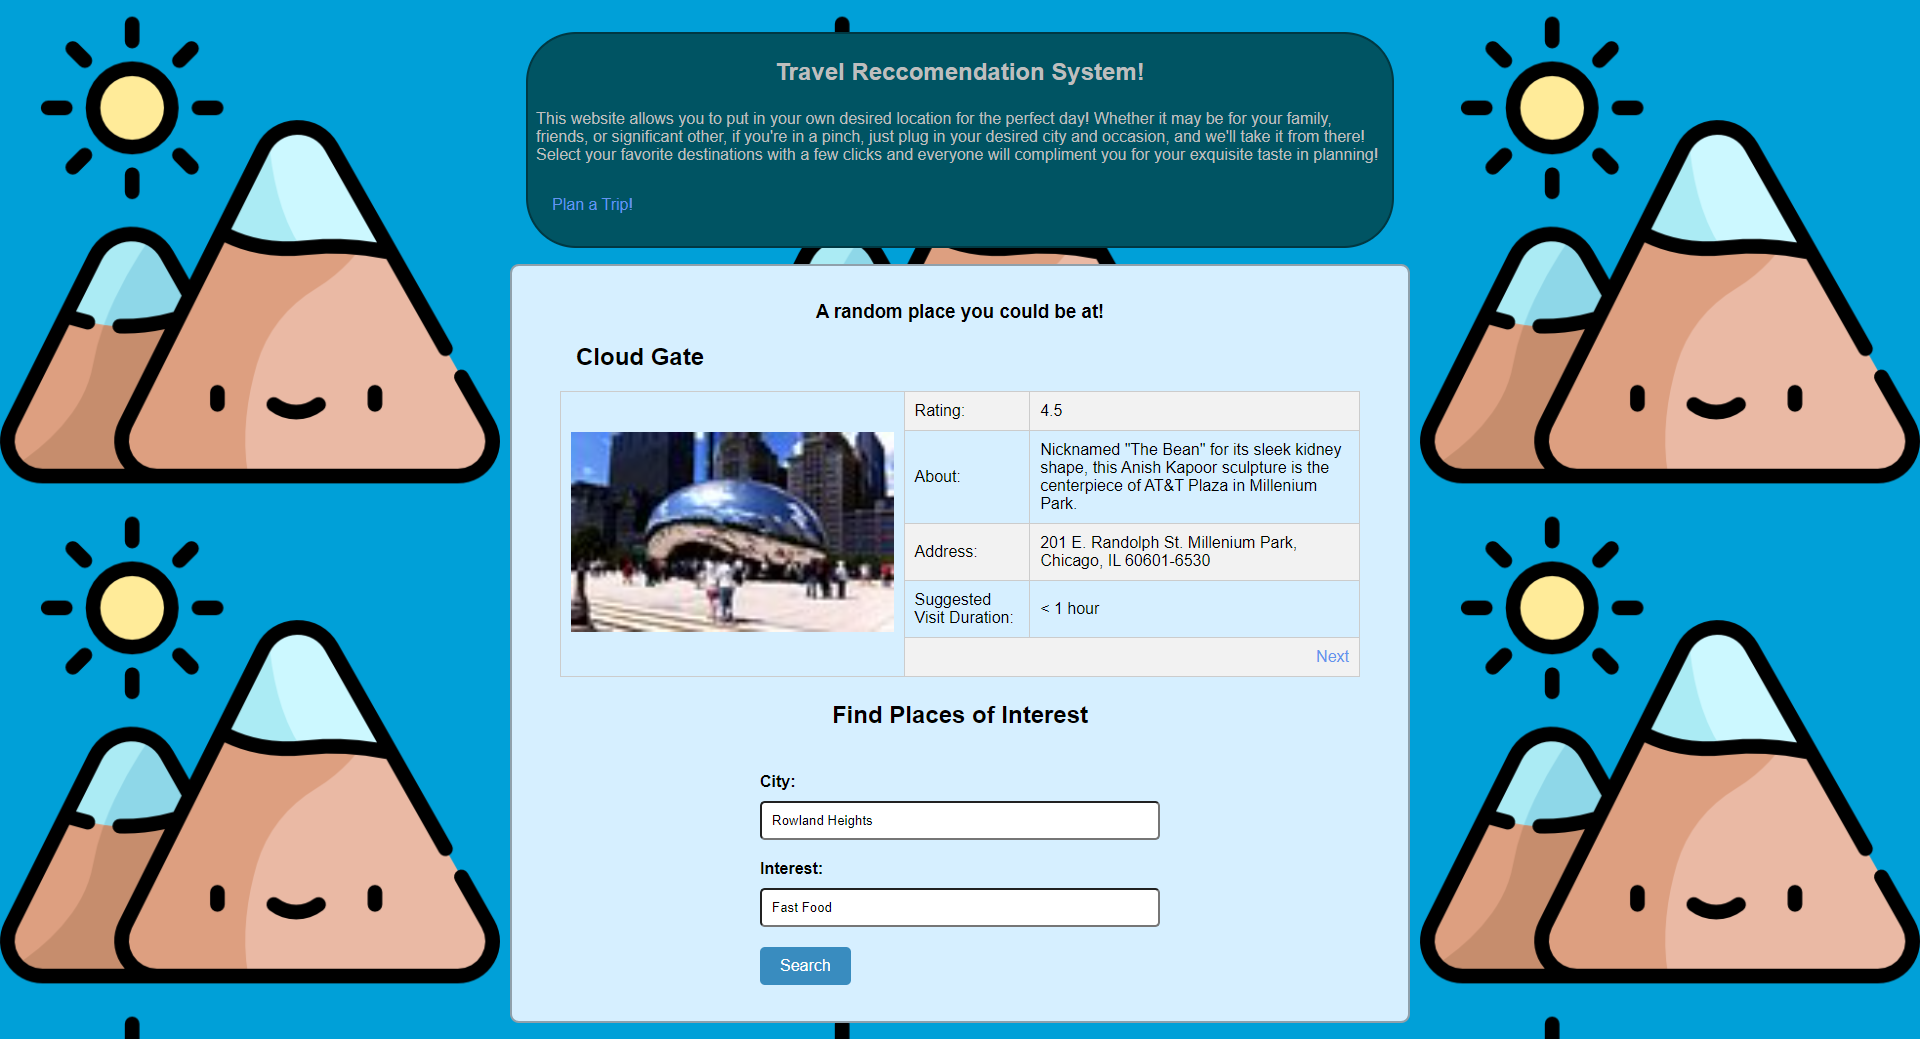 Travel Reccomendation System!
This website allows you to put in your own desired location for the perfect day! Whether it may be for your family,
friends, or significant other, if you're in a pinch, just plug in your desired city and occasion, and we'll take it from there!
Select your favorite destinations with a few clicks and everyone will compliment you for your exquisite taste in planning!
Plan a Trip!
A random place you could be at!
Cloud Gate
Rating:
4.5
About:
Nicknamed "The Bean" for its sleek kidney
shape, this Anish Kapoor sculpture is the
centerpiece of AT&T Plaza in Millenium
Park.
Address:
201 E. Randolph St. Millenium Park,
Chicago, IL 60601-6530
Suggested
Visit Duration:
< 1 hour
Next
Find Places of Interest
City:
Rowland Heights
Interest:
Fast Food
Search